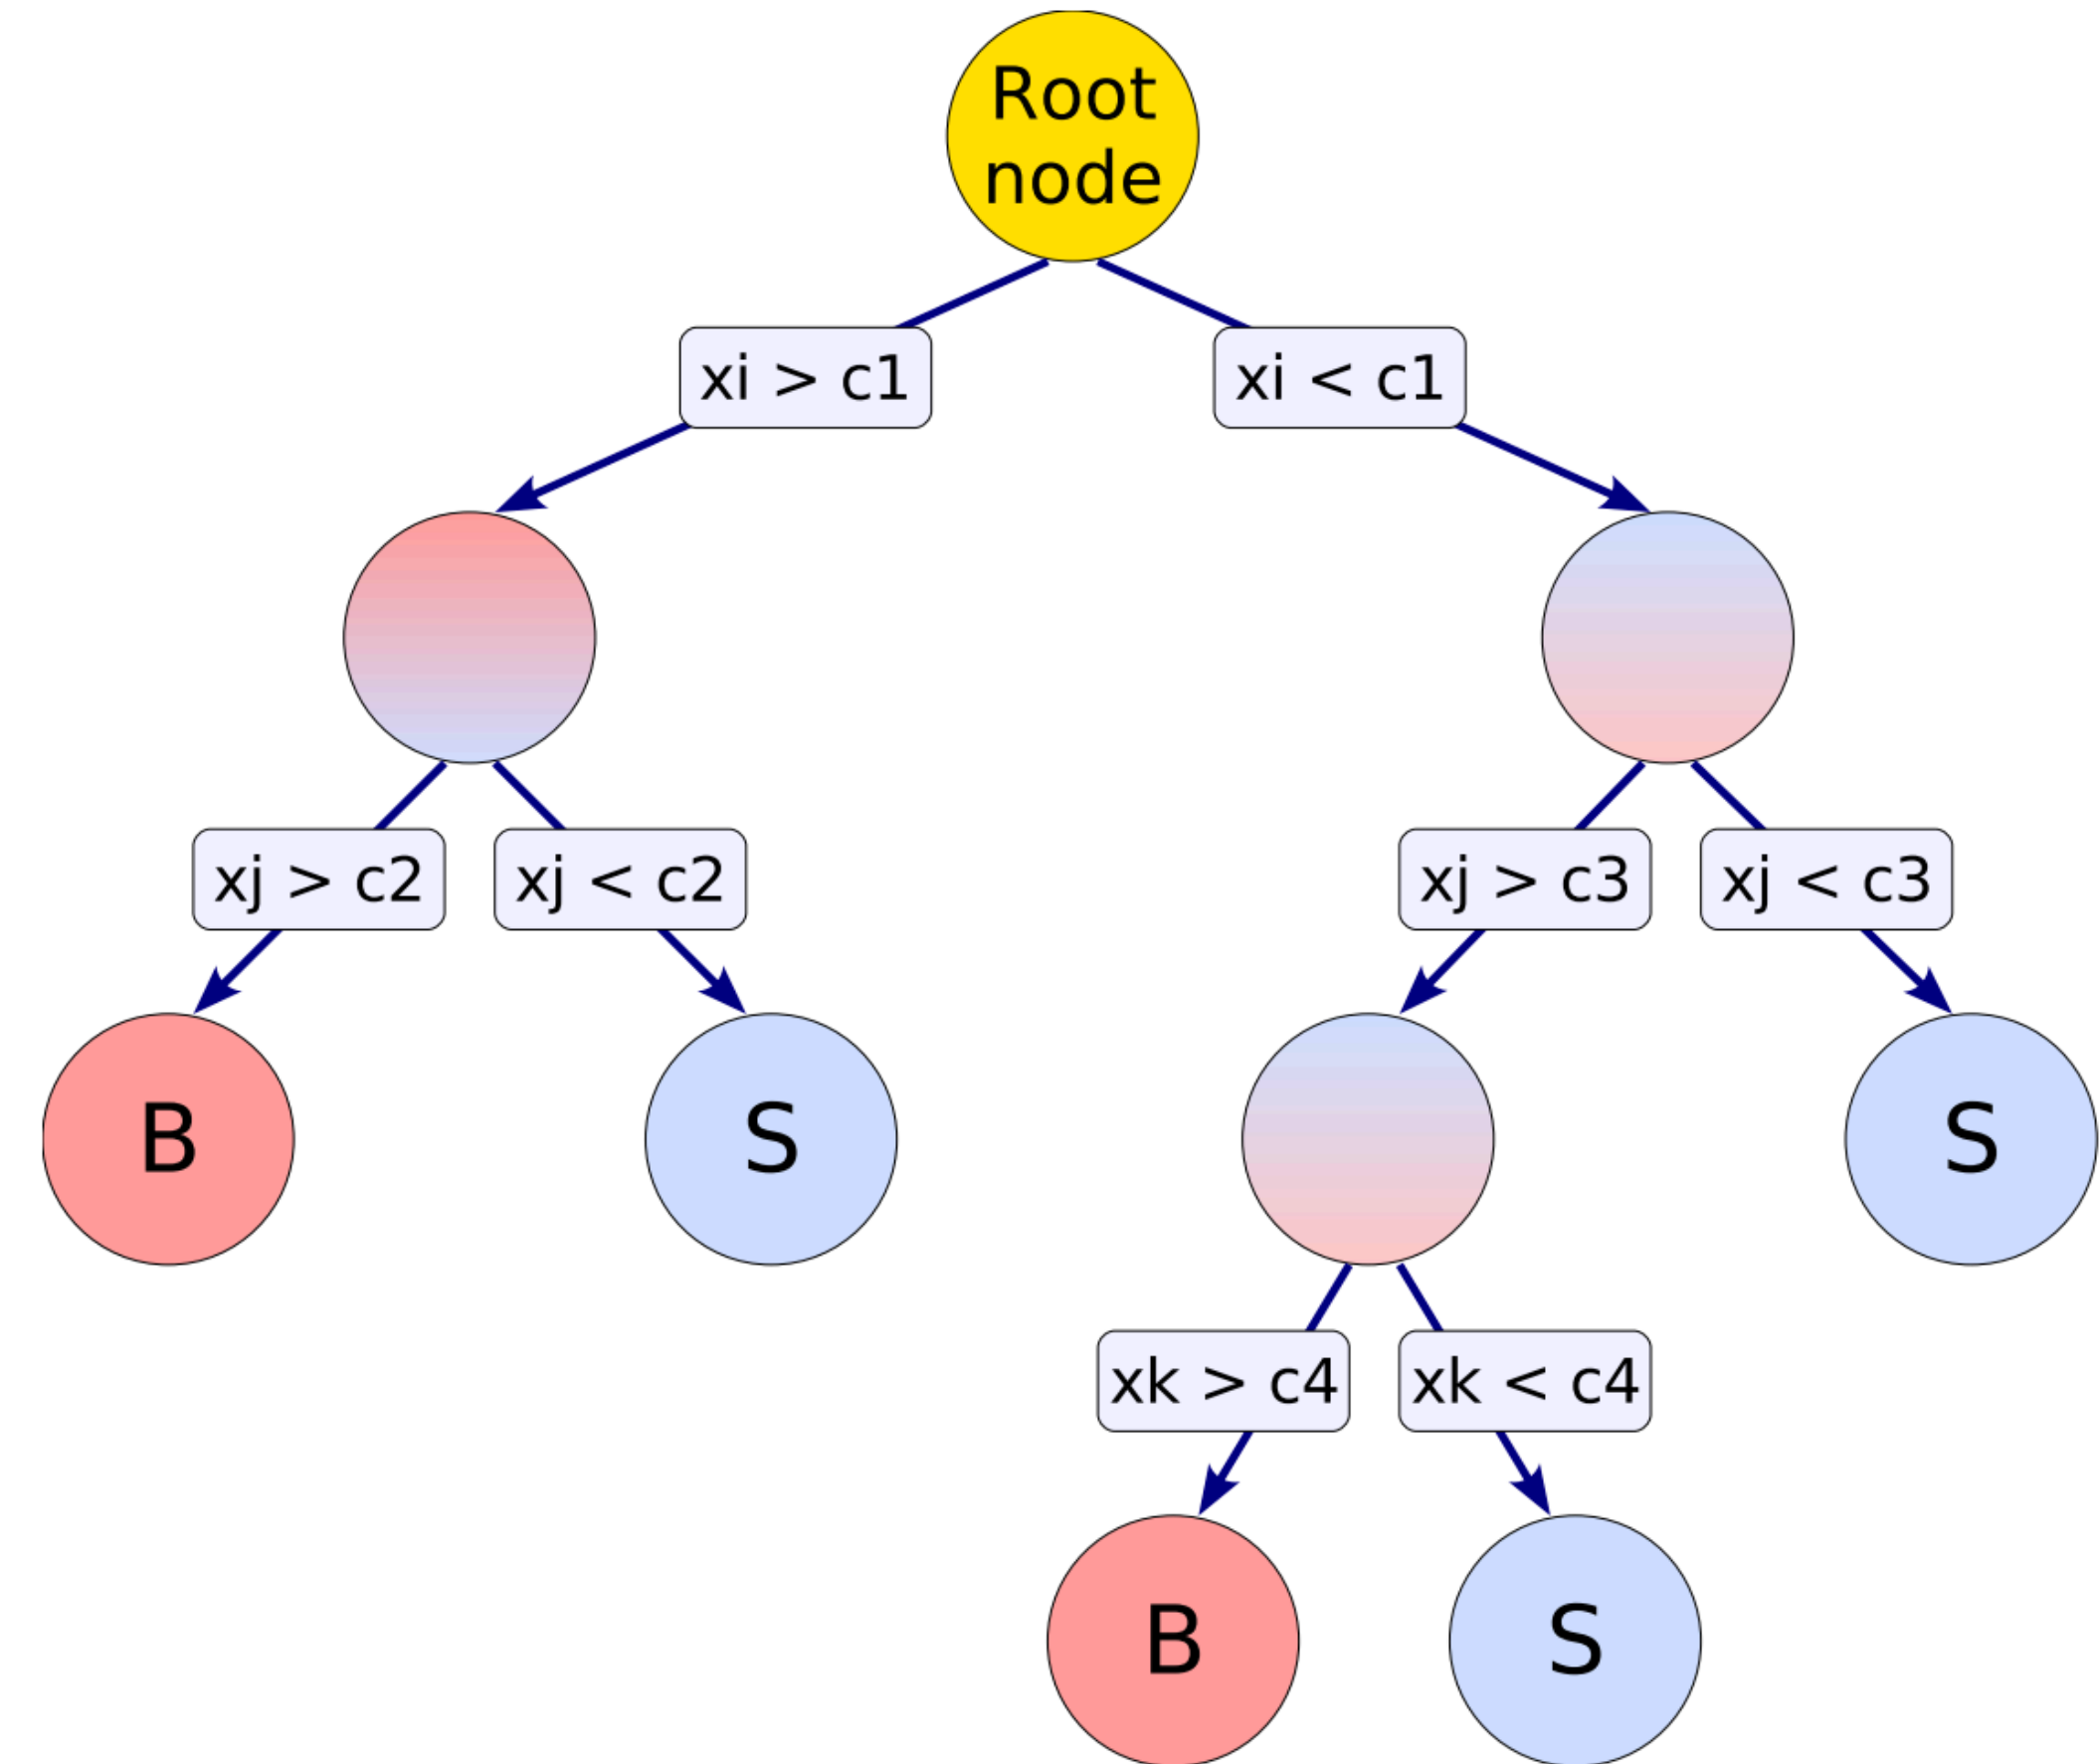 Root
node
xi > c1
xi < c1
xj > c2
xj < c2
xj > c3
xj < c3
B
S
S
xk > c4
xk < c4
B
S